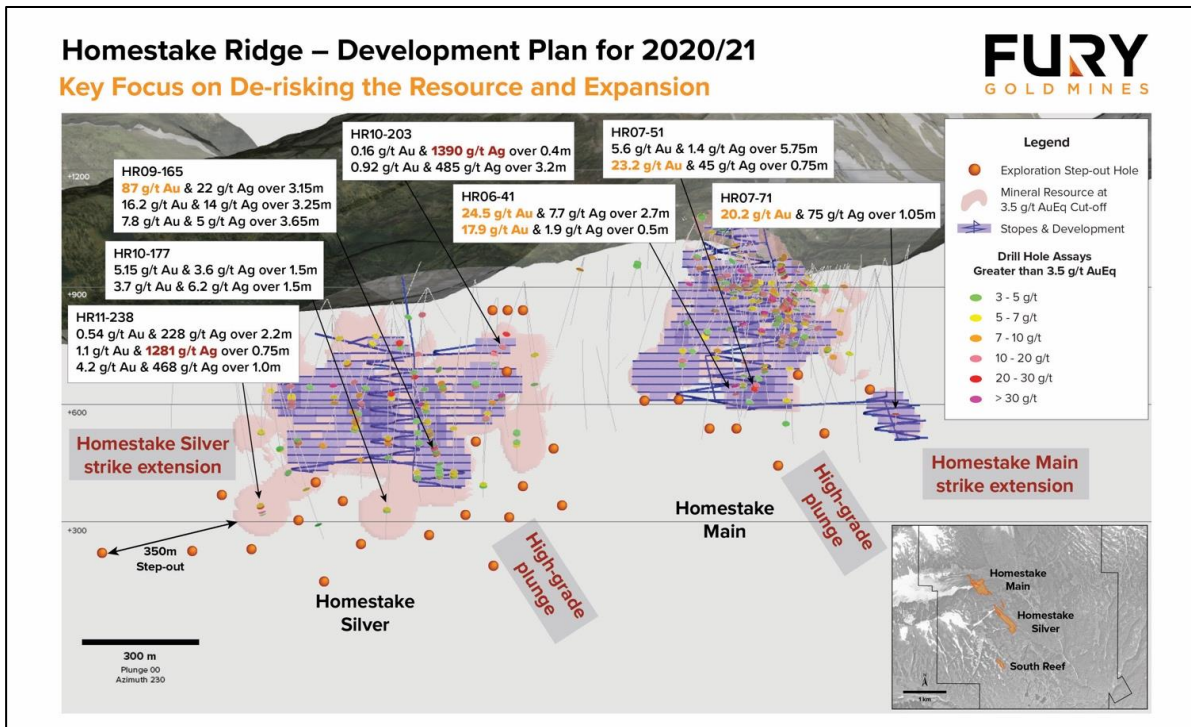 Homestake Ridge – Development Plan for 2020/21
Key Focus on De-risking the Resource and Expansion
FURY
GOLD MINES
HR10-203
0.16 g/t Au & 1390 g/t Ag over 0.4m
0.92 g/t Au & 485 g/t Ag over 3.2m
HR07-51
5.6 g/t Au & 1.4 g/t Ag over 5.75m
23.2 g/t Au & 45 g/t Ag over 0.75m
HR09-165
87 g/t Au & 22 g/t Ag over 3.15m
16.2 g/t Au & 14 g/t Ag over 3.25m
7.8 g/t Au & 5 g/t Ag over 3.65m
HR06-41
24.5 g/t Au & 7.7 g/t Ag over 2.7m
17.9 g/t Au & 1.9 g/t Ag over 0.5m
HR07-71
20.2 g/t Au & 75 g/t Ag over 1.05m
HR10-177
5.15 g/t Au & 3.6 g/t Ag over 1.5m
3.7 g/t Au & 6.2 g/t Ag over 1.5m
HR11-238
0.54 g/t Au & 228 g/t Ag over 2.2m
1.1 g/t Au & 1281 g/t Ag over 0.75m
4.2 g/t Au & 468 g/t Ag over 1.0m
Legend
Exploration Step-out Hole
Mineral Resource at
3.5 g/t AuEq Cut-off
Stopes & Development
Drill Hole Assays
Greater than 3.5 g/t AuEq
3 - 5 g/t
5 - 7 g/t
7 - 10 g/t
10 - 20 g/t
20 - 30 g/t
> 30 g/t
+1200
+900
+600
+300
Homestake Silver
strike extension
Homestake Main
strike extension
350m
Step-out
Homestake
Silver
High-grade
plunge
Homestake
Main
High-grade
plunge
300 m
Plunge 00
Azimuth 230
Homestake
Main
Homestake
Silver
South Reef
A
1 km